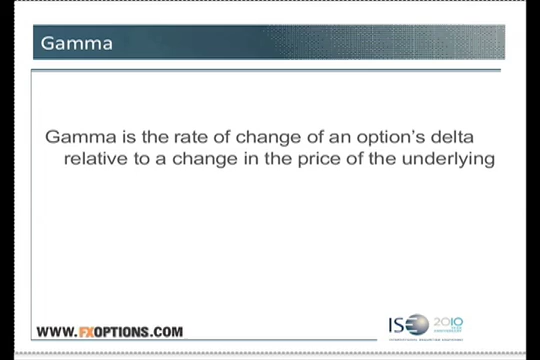 Gamma
Gamma is the rate of change of an option's delta
relative to a change in the price of the underlying
WWW.FXOPTIONS.COM
ISE 2010